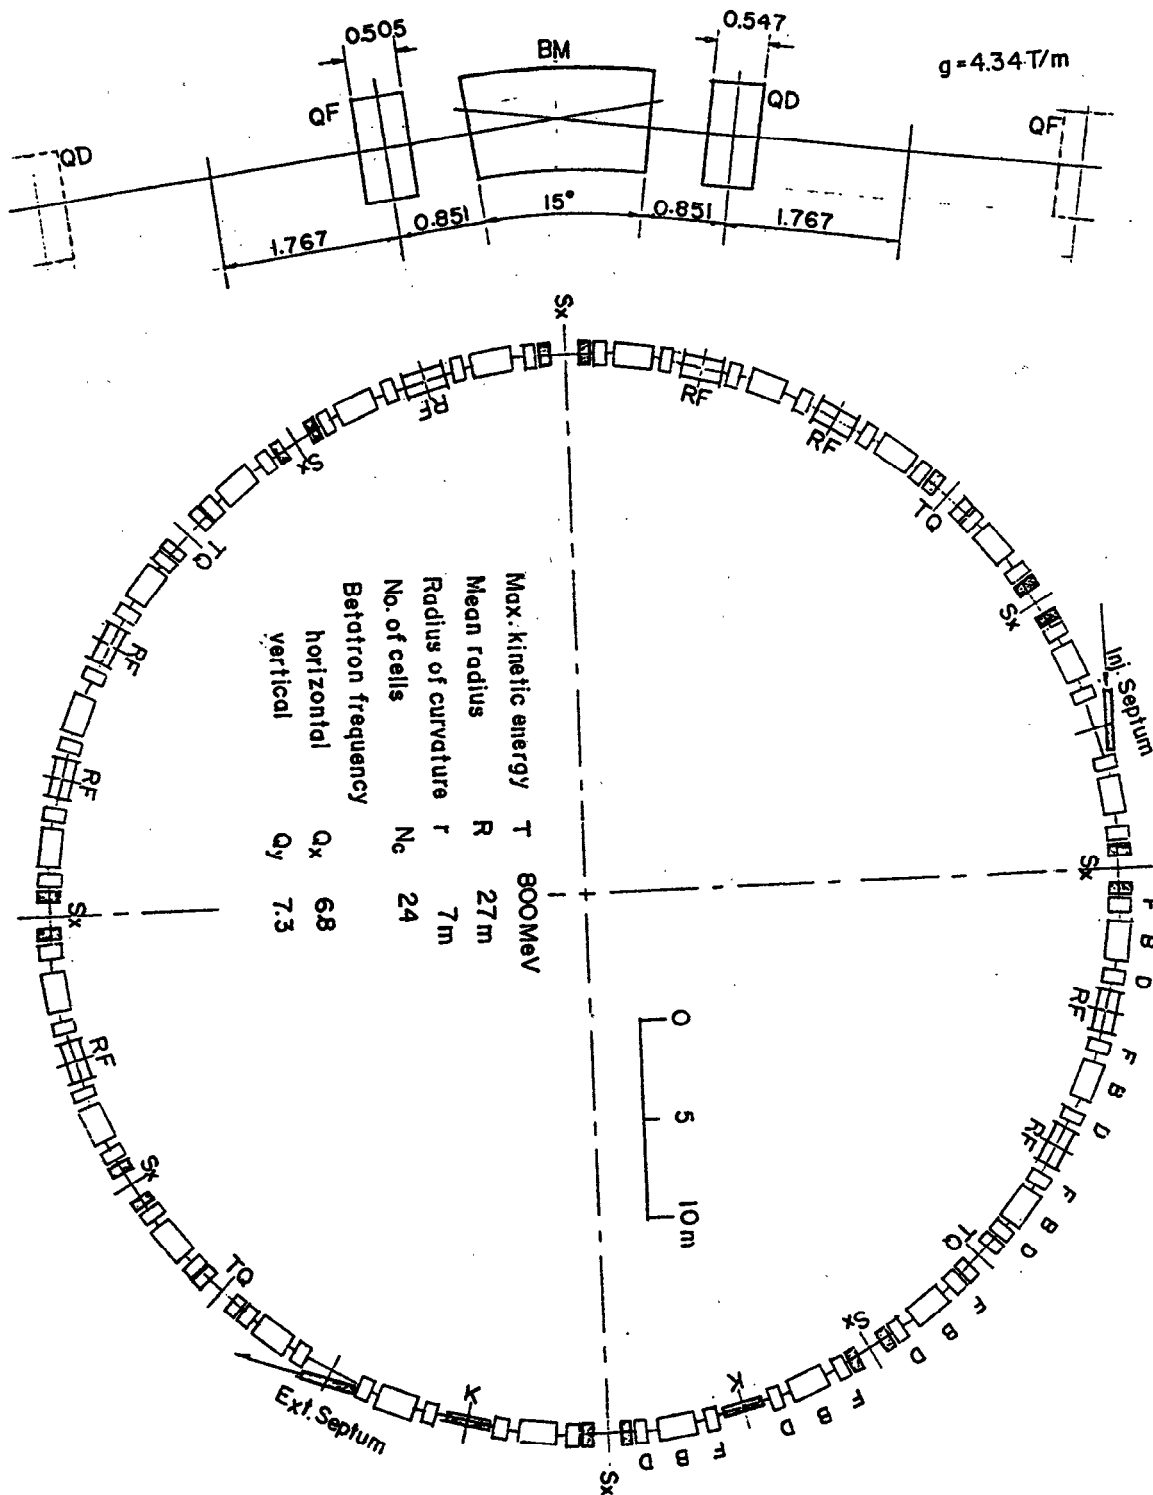 0.505
BM
0.547
g=4.34T/m
QF
QD
QD
QF
1.767
0.851
15°
0.851
1.767
Sx
RF
RF
RF
Sx
TQ
TQ
Sx
Inj. Septum
Sx
F
B
D
RF
F
B
D
RF
F
B
D
TQ
F
B
D
Sx
F
B
D
K
F
B
D
Sx
K
Ext. Septum
TQ
Sx
RF
Sx
RF
RF
Max. kinetic energy T 800MeV
Mean radius R 27m
Radius of curvature r 7m
No. of cells Nc 24
Betatron frequency
horizontal Qx 6.8
vertical Qy 7.3
0
5
10m